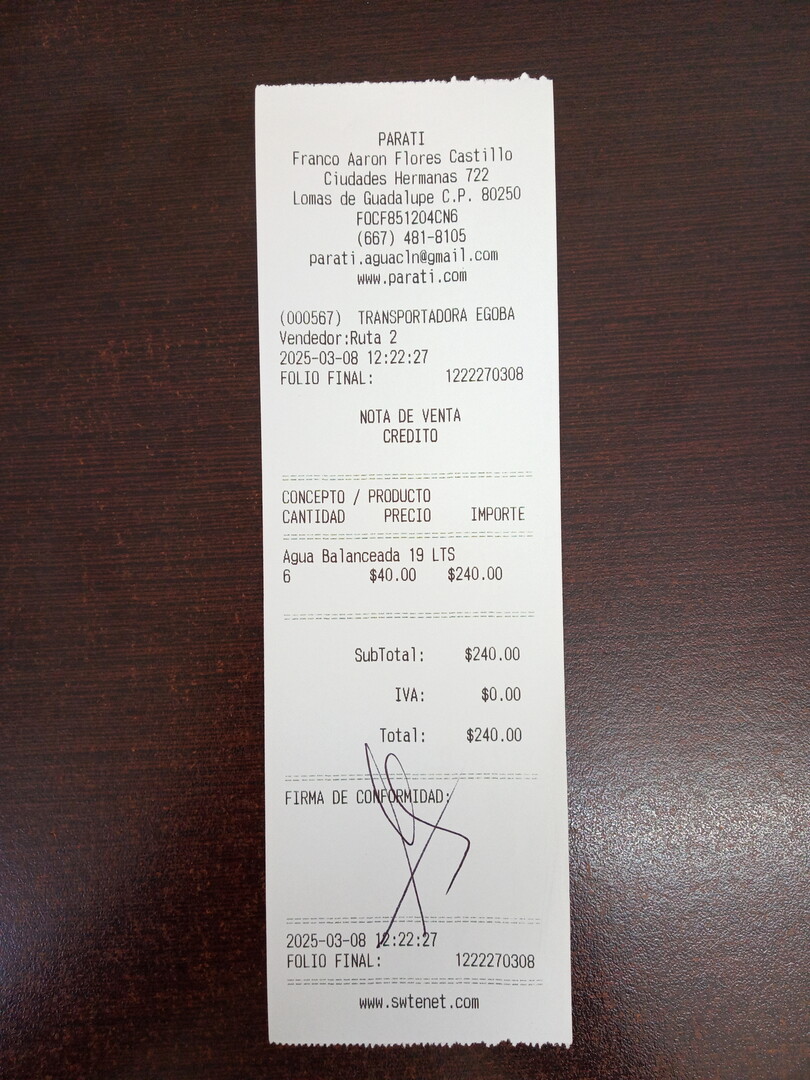 PARATI
Franco Aaron Flores Castillo
Ciudades Hermanas 722
Lomas de Guadalupe C.P. 80250
FOCF851204CN6
(667) 481-8105
parati.aguacln@gmail.com
www.parati.com
(000567) TRANSPORTADORA EGOBA
Vendedor:Ruta 2
2025-03-08 12:22:27
FOLIO FINAL: 1222270308
NOTA DE VENTA
CREDITO
CONCEPTO / PRODUCTO
CANTIDAD PRECIO IMPORTE
Agua Balanceada 19 LTS
6 $40.00 $240.00
SubTotal: $240.00
IVA: $0.00
Total: $240.00
FIRMA DE CONFORMIDAD:
2025-03-08 12:22:27
FOLIO FINAL: 1222270308
www.swtenet.com